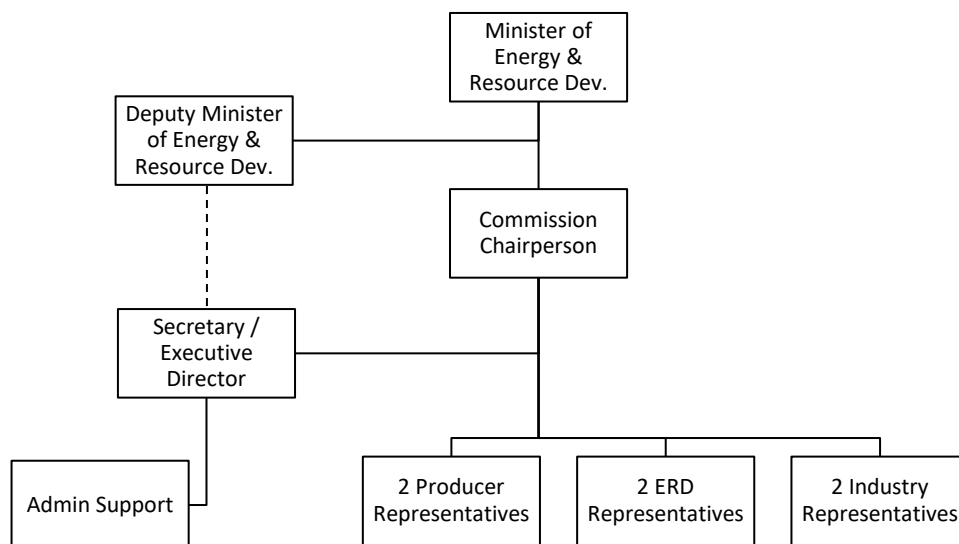 Minister of
Energy &
Resource Dev.
Deputy Minister
of Energy &
Resource Dev.
Commission
Chairperson
Secretary /
Executive
Director
Admin Support
2 Producer
Representatives
2 ERD
Representatives
2 Industry
Representatives